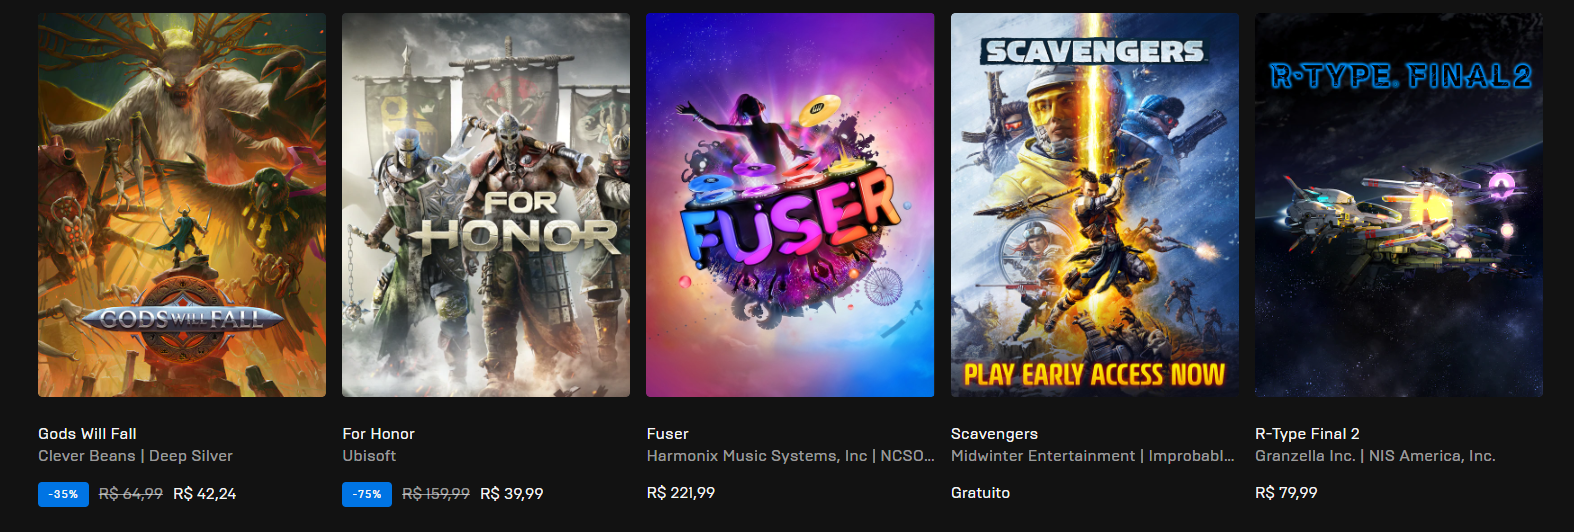 GODS WILL FALL
FOR
HONOR
FUSER
SCAVENGERS
PLAY EARLY ACCESS NOW
R-TYPE FINAL 2
Gods Will Fall
Clever Beans | Deep Silver
-35% R$ 64,99 R$ 42,24
For Honor
Ubisoft
-75% R$ 159,99 R$ 39,99
Fuser
Harmonix Music Systems, Inc | NCSO...
R$ 221,99
Scavengers
Midwinter Entertainment | Improbabl...
Gratuito
R-Type Final 2
Granzella Inc. | NIS America, Inc.
R$ 79,99